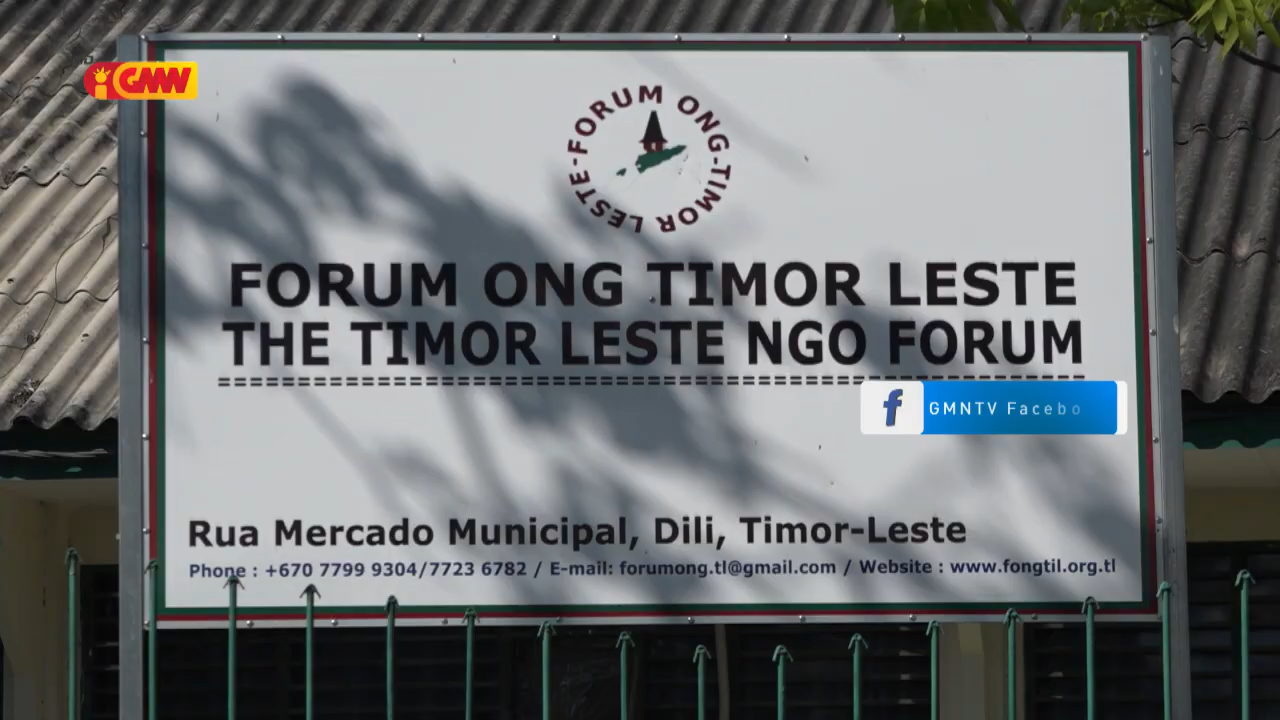 GMN
FORUM ONG-TIMOR LESTE-
FORUM ONG TIMOR LESTE
THE TIMOR LESTE NGO FORUM
GMNTV Facebo
Rua Mercado Municipal, Dili, Timor-Leste
Phone : +670 7799 9304/7723 6782 / E-mail: forumong.tl@gmail.com / Website : www.fongtil.org.tl